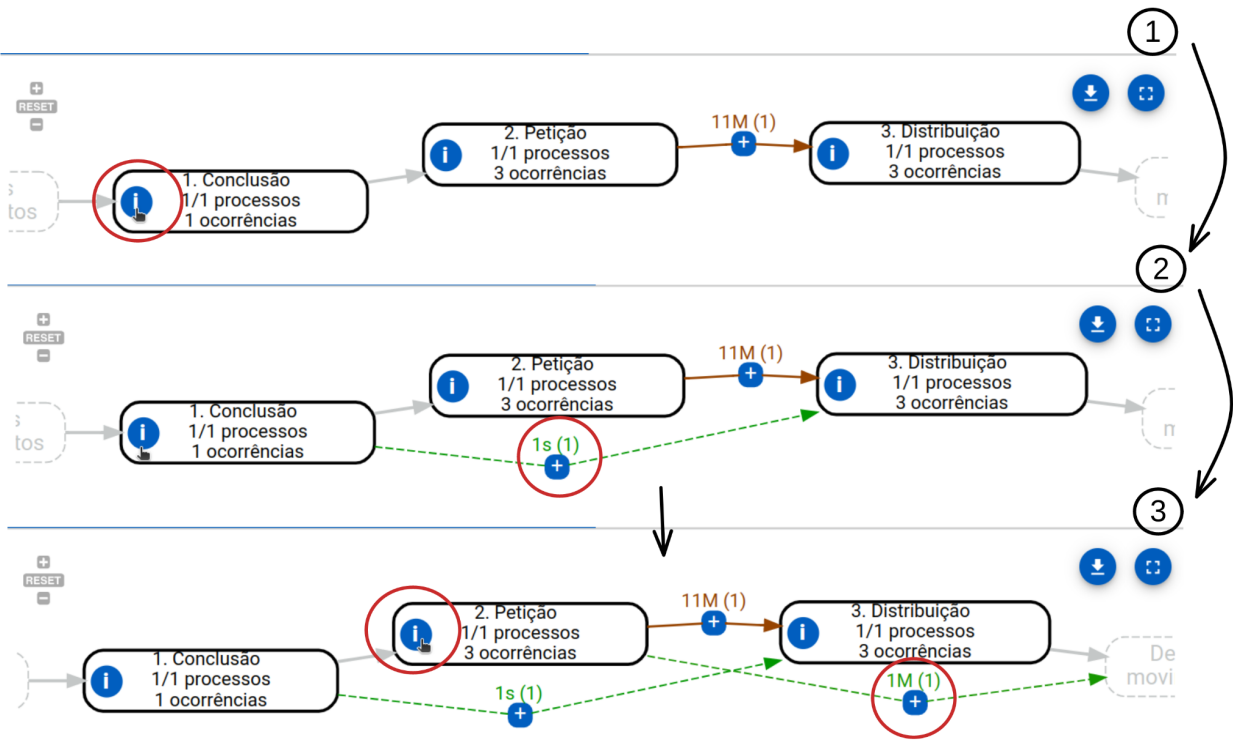 1
RESET
11M (1)
2. Petição
1/1 processos
3 ocorrências
3. Distribuição
1/1 processos
3 ocorrências
i
i
i
1. Conclusão
1/1 processos
1 ocorrências
s
tos
m
2
RESET
11M (1)
2. Petição
1/1 processos
3 ocorrências
3. Distribuição
1/1 processos
3 ocorrências
i
i
i
1. Conclusão
1/1 processos
1 ocorrências
s
tos
m
1s (1)
3
RESET
11M (1)
2. Petição
1/1 processos
3 ocorrências
3. Distribuição
1/1 processos
3 ocorrências
i
i
i
1. Conclusão
1/1 processos
1 ocorrências
De
movi
1s (1)
1M (1)